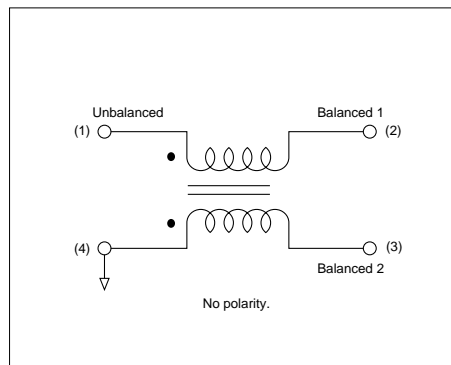 Unbalanced Balanced 1
(1) (2)
(4) (3)
Balanced 2
No polarity.